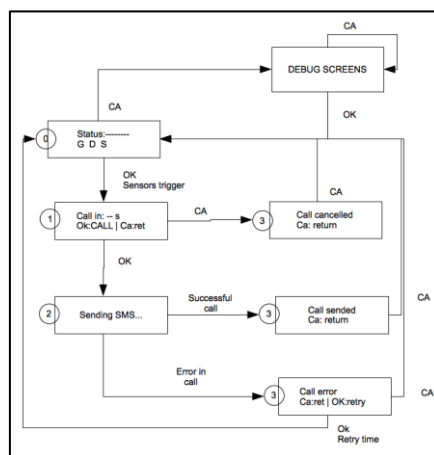 CA
DEBUG SCREENS
CA
OK
0
Status:--------
G D S
OK
Sensors trigger
CA
1
Call in: -- s
Ok:CALL | Ca:ret
CA
3
Call cancelled
Ca: return
OK
2
Sending SMS...
Successful
call
3
Call sended
Ca: return
CA
Error in
call
3
Call error
Ca:ret | OK:retry
CA
Ok
Retry time